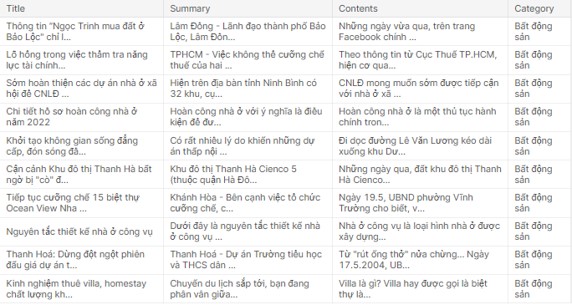 Title	Summary	Contents	Category
Thông tin "Ngọc Trinh mua đất ở	Lâm Đồng - Lãnh đạo thành phố Bảo	Những ngày vừa qua, trên trang	Bất động
Bảo Lộc" chỉ l...	Lộc, Lâm...	Facebook chính ...	sản
Lỗ hổng trong việc thẩm tra năng	TPHCM - Việc không thể cưỡng chế	Theo thông tin từ Cục Thuế TP.HCM,	Bất động
lực tài chính...	thuế của hai ...	hiện cơ qua...	sản
Sớm hoàn thiện các dự án nhà ở xã	Hiện trên địa bàn tỉnh Ninh Bình có	CNLĐ mong muốn sớm được tiếp cận	Bất động
hội để CNLĐ ...	32 khu, cụ...	với nhà ở xã ...	sản
Chi tiết hồ sơ hoàn công nhà ở	Hoàn công nhà ở với ý nghĩa là điều	Hoàn công nhà ở là một thủ tục hành	Bất động
năm 2022	kiện để đư...	chính tron...	sản
Khởi tạo không gian sống đẳng	Có rất nhiều lý do khiến những dự	Đi dọc đường Lê Văn Lương kéo dài	Bất động
cấp, đón sóng đầ...	án thấp nội ...	xuống khu Dư...	sản
Cận cảnh Khu đô thị Thanh Hà bất	Khu đô thị Thanh Hà Cienco 5	Những ngày qua, đất khu đô thị Thanh	Bất động
ngờ bị "cò" đ...	(thuộc quận Hà Đô...	Hà Cienco...	sản
Tiếp tục cưỡng chế 15 biệt thự	Khánh Hòa - Bên cạnh việc tổ chức	Ngày 19.5, UBND phường Vĩnh	Bất động
Ocean View Nha ...	cưỡng chế, c...	Trường cho biết, v...	sản
Nguyên tắc thiết kế nhà ở công vụ	Dưới đây là nguyên tắc thiết kế nhà	Nhà ở công vụ là loại hình nhà ở được	Bất động
ở công vụ ...	xây dựng...	sản
Thanh Hoá: Dừng đột ngột phiên	Thanh Hoá - Dự án Trường tiểu học	Từ "rút ống thở" nửa chừng... Ngày	Bất động
đấu giá dự án t...	và THCS dân ...	17.5.2004, UB...	sản
Kinh nghiệm thuê villa, homestay	Chuyến du lịch sắp tới, bạn đang	Villa là gì? Villa hay được gọi là biệt	Bất động
chất lượng kh...	phân vân giữa...	thự là...	sản